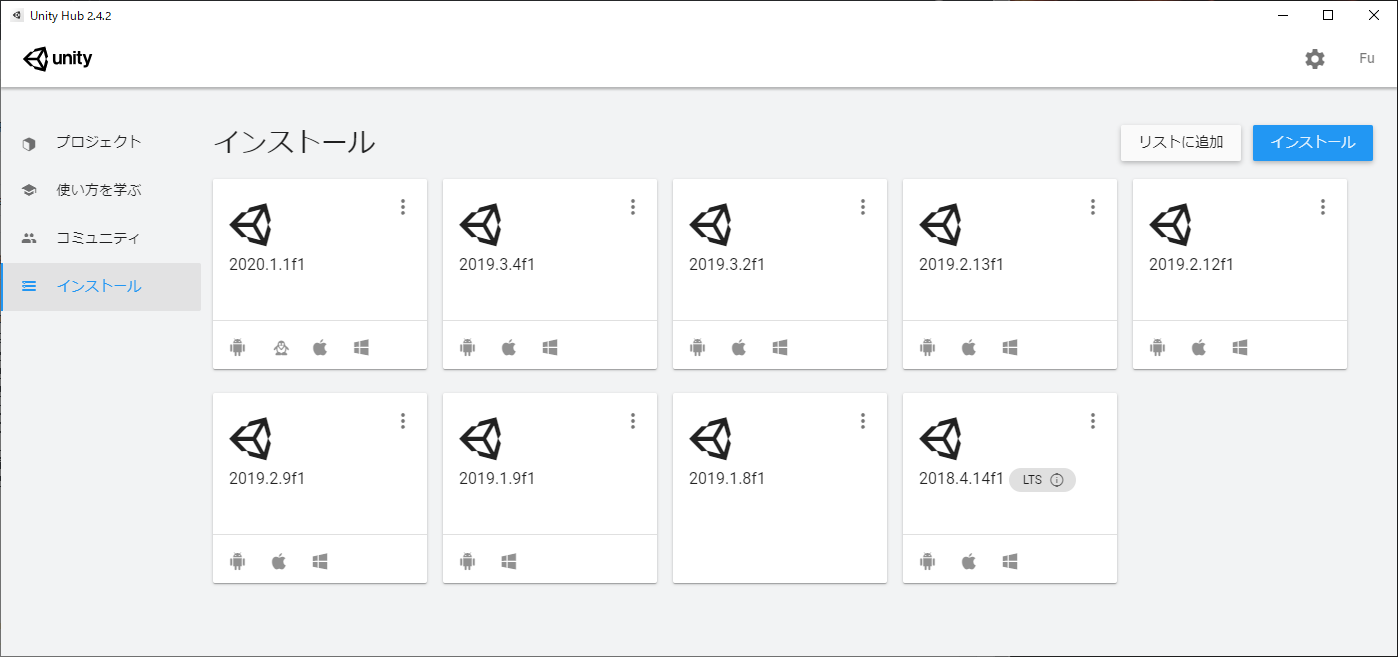 Unity Hub 2.4.2
unity
Fu
プロジェクト
使い方を学ぶ
コミュニティ
インストール
インストール
リストに追加
インストール
2020.1.1f1
2019.3.4f1
2019.3.2f1
2019.2.13f1
2019.2.12f1
2019.2.9f1
2019.1.9f1
2019.1.8f1
2018.4.14f1 LTS